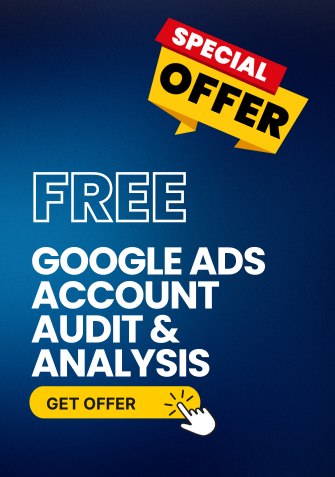 SPECIAL
OFFER
FREE
GOOGLE ADS
ACCOUNT
AUDIT &
ANALYSIS
GET OFFER